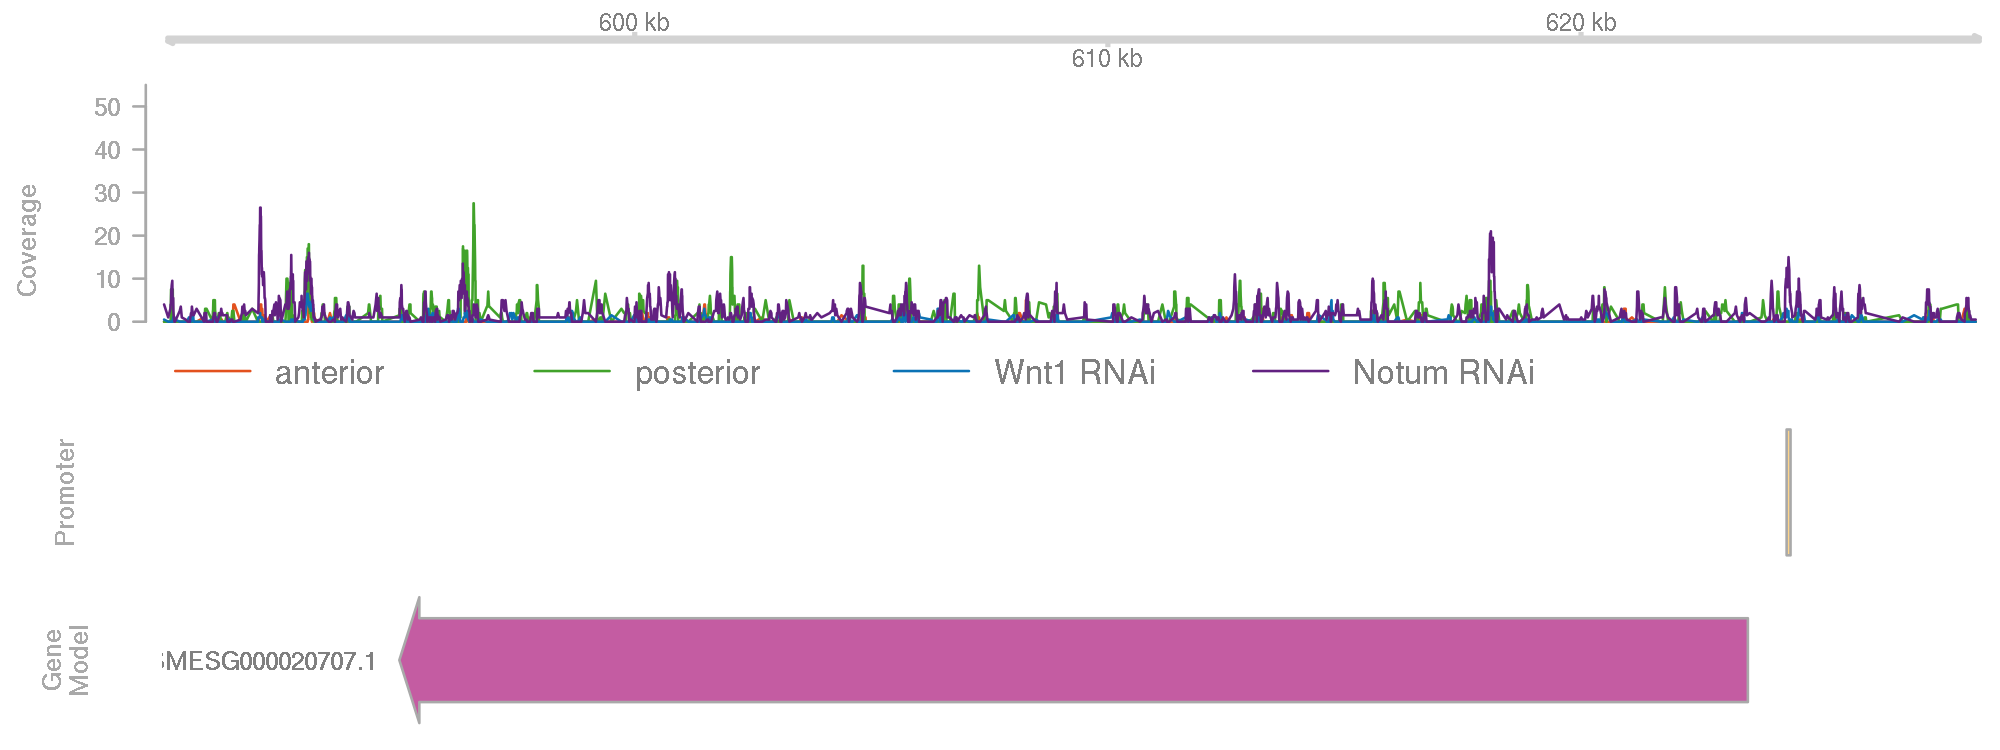 600 kb
620 kb
610 kb
50
40
30
20
10
0
Coverage
anterior
posterior
Wnt1 RNAi
Notum RNAi
Promoter
Gene
Model
SMESG000020707.1